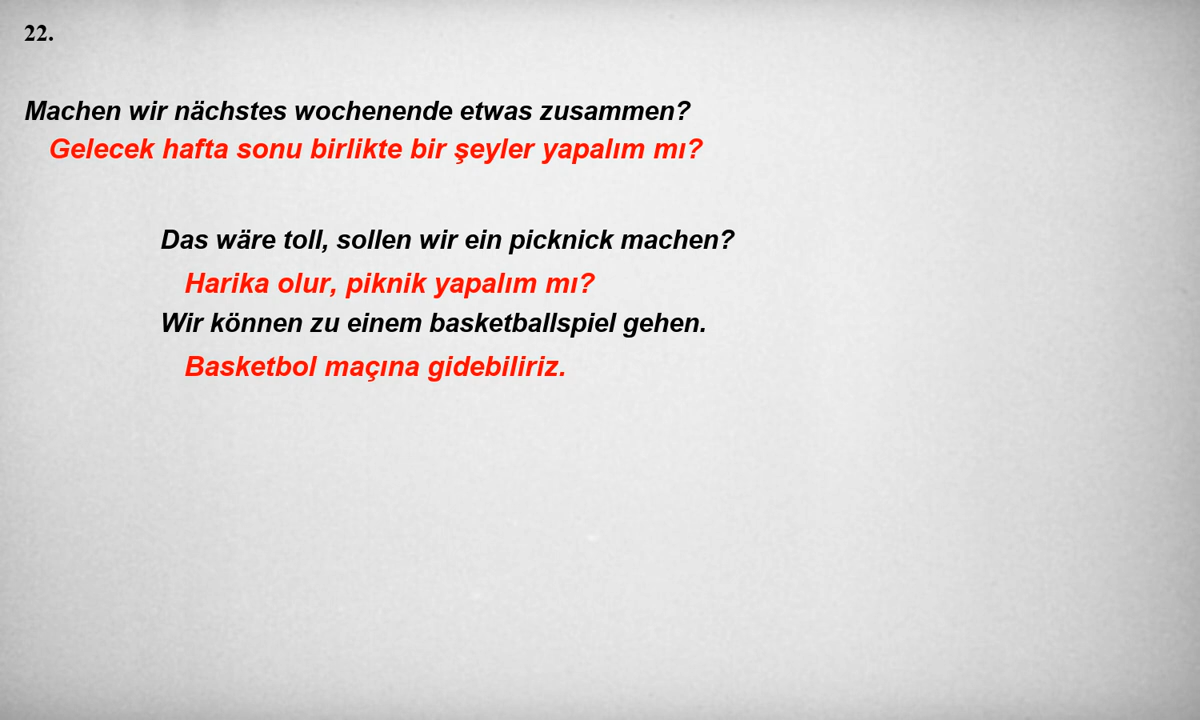 22.
Machen wir nächstes wochenende etwas zusammen?
Gelecek hafta sonu birlikte bir şeyler yapalım mı?
Das wäre toll, sollen wir ein picknick machen?
Harika olur, piknik yapalım mı?
Wir können zu einem basketballspiel gehen.
Basketbol maçına gidebiliriz.